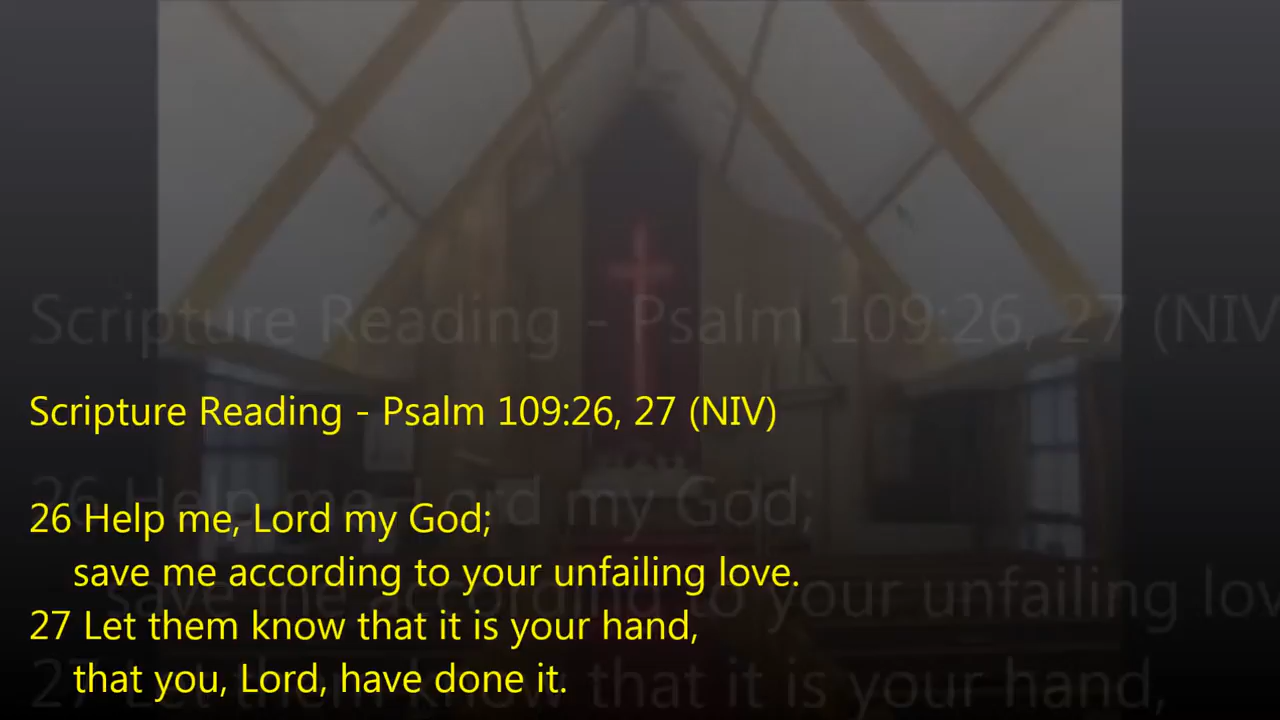 Scripture Reading - Psalm 109:26, 27 (NIV)
26 Help me, Lord my God;
save me according to your unfailing love.
27 Let them know that it is your hand,
that you, Lord, have done it.